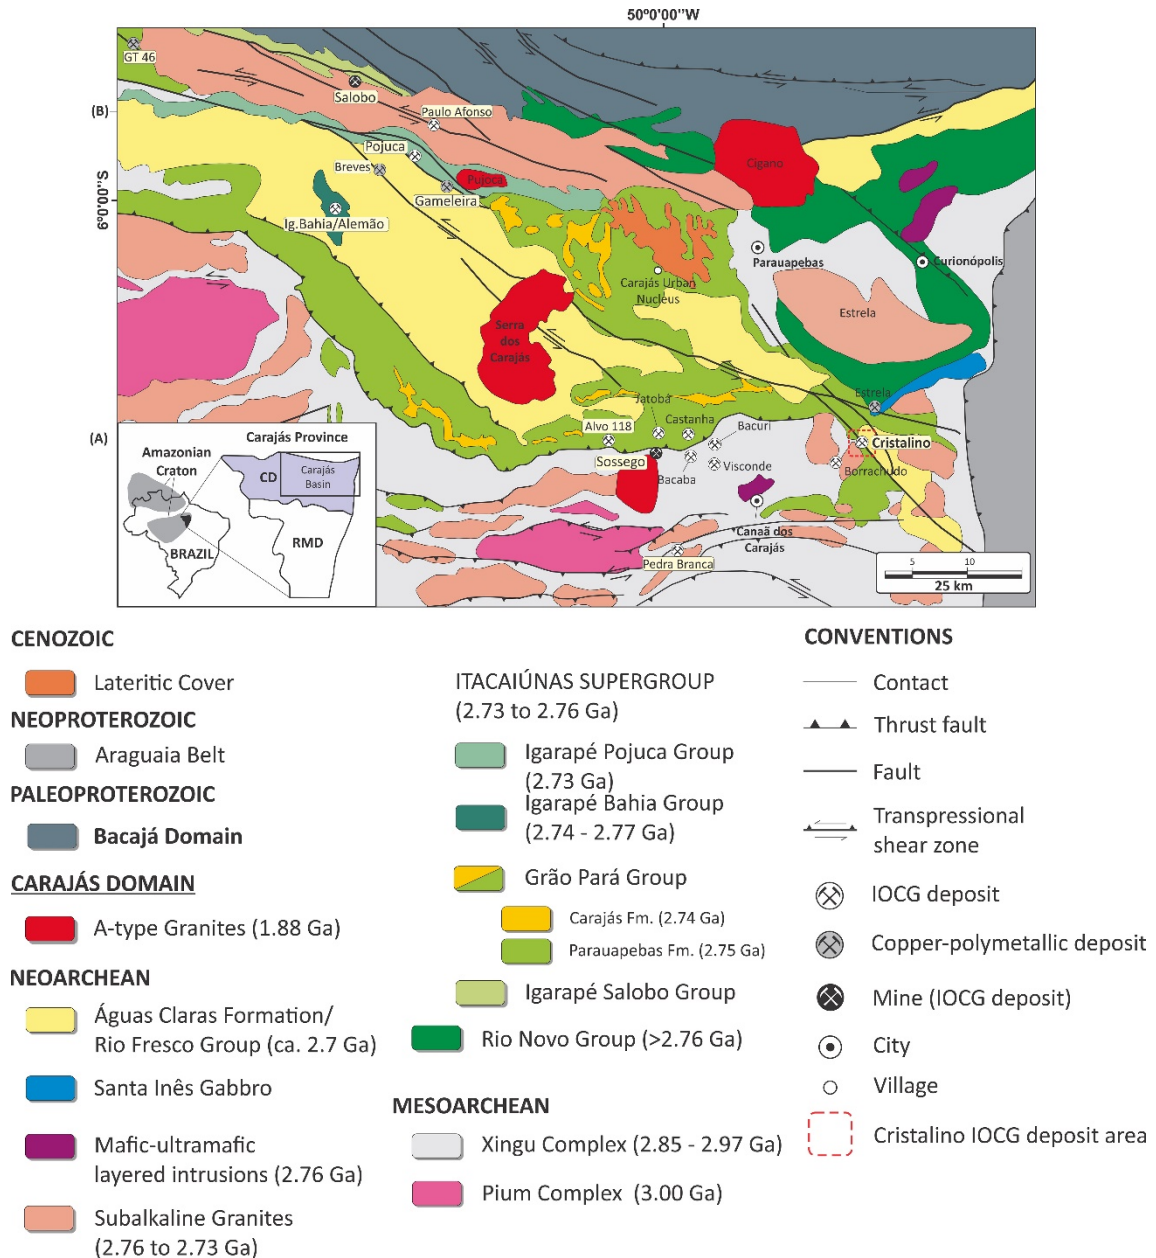 50º0'0''W
GT 46
Salobo
(B)
Paulo Afonso
Pojuca
Cigano
Breves
Pujoca
Gameleira
6º0'0''S
Ig.Bahia/Alemão
Parauapebas
Curionópolis
Carajás Urban
Nucleus
Estrela
Serra
dos
Carajás
Estrela
Jatobá
Alvo 118
Castanha
Bacuri
(A)
Cristalino
Sossego
Bacaba
Visconde
Borrachudo
Canaã dos
Carajás
Pedra Branca
Carajás Province
Amazonian
Craton
CD
Carajás
Basin
BRAZIL
RMD
5
10
25 km
CENOZOIC
Lateritic Cover
NEOPROTEROZOIC
Araguaia Belt
PALEOPROTEROZOIC
Bacajá Domain
CARAJÁS DOMAIN
A-type Granites (1.88 Ga)
NEOARCHEAN
Águas Claras Formation/
Rio Fresco Group (ca. 2.7 Ga)
Santa Inês Gabbro
Mafic-ultramafic
layered intrusions (2.76 Ga)
Subalkaline Granites
(2.76 to 2.73 Ga)
ITACAIÚNAS SUPERGROUP
(2.73 to 2.76 Ga)
Igarapé Pojuca Group
(2.73 Ga)
Igarapé Bahia Group
(2.74 - 2.77 Ga)
Grão Pará Group
Carajás Fm. (2.74 Ga)
Parauapebas Fm. (2.75 Ga)
Igarapé Salobo Group
Rio Novo Group (>2.76 Ga)
MESOARCHEAN
Xingu Complex (2.85 - 2.97 Ga)
Pium Complex (3.00 Ga)
CONVENTIONS
Contact
Thrust fault
Fault
Transpressional
shear zone
IOCG deposit
Copper-polymetallic deposit
Mine (IOCG deposit)
City
Village
Cristalino IOCG deposit area